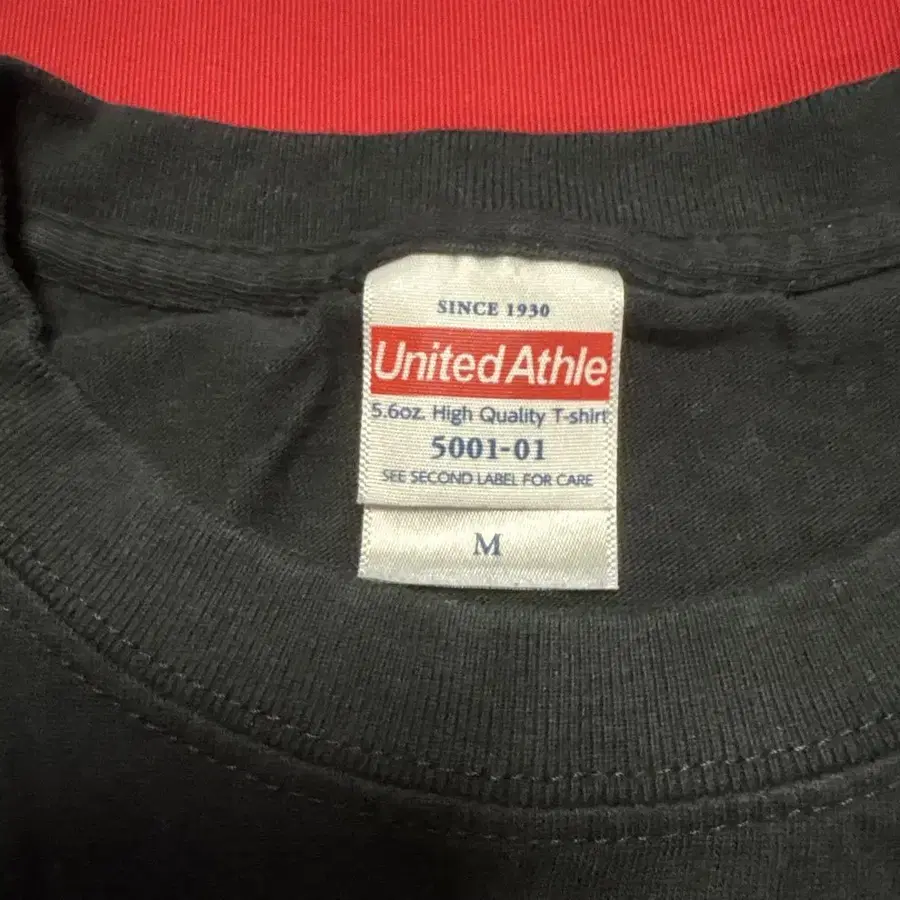 SINCE 1930
United Athle
5.6oz. High Quality T-shirt
5001-01
SEE SECOND LABEL FOR CARE
M